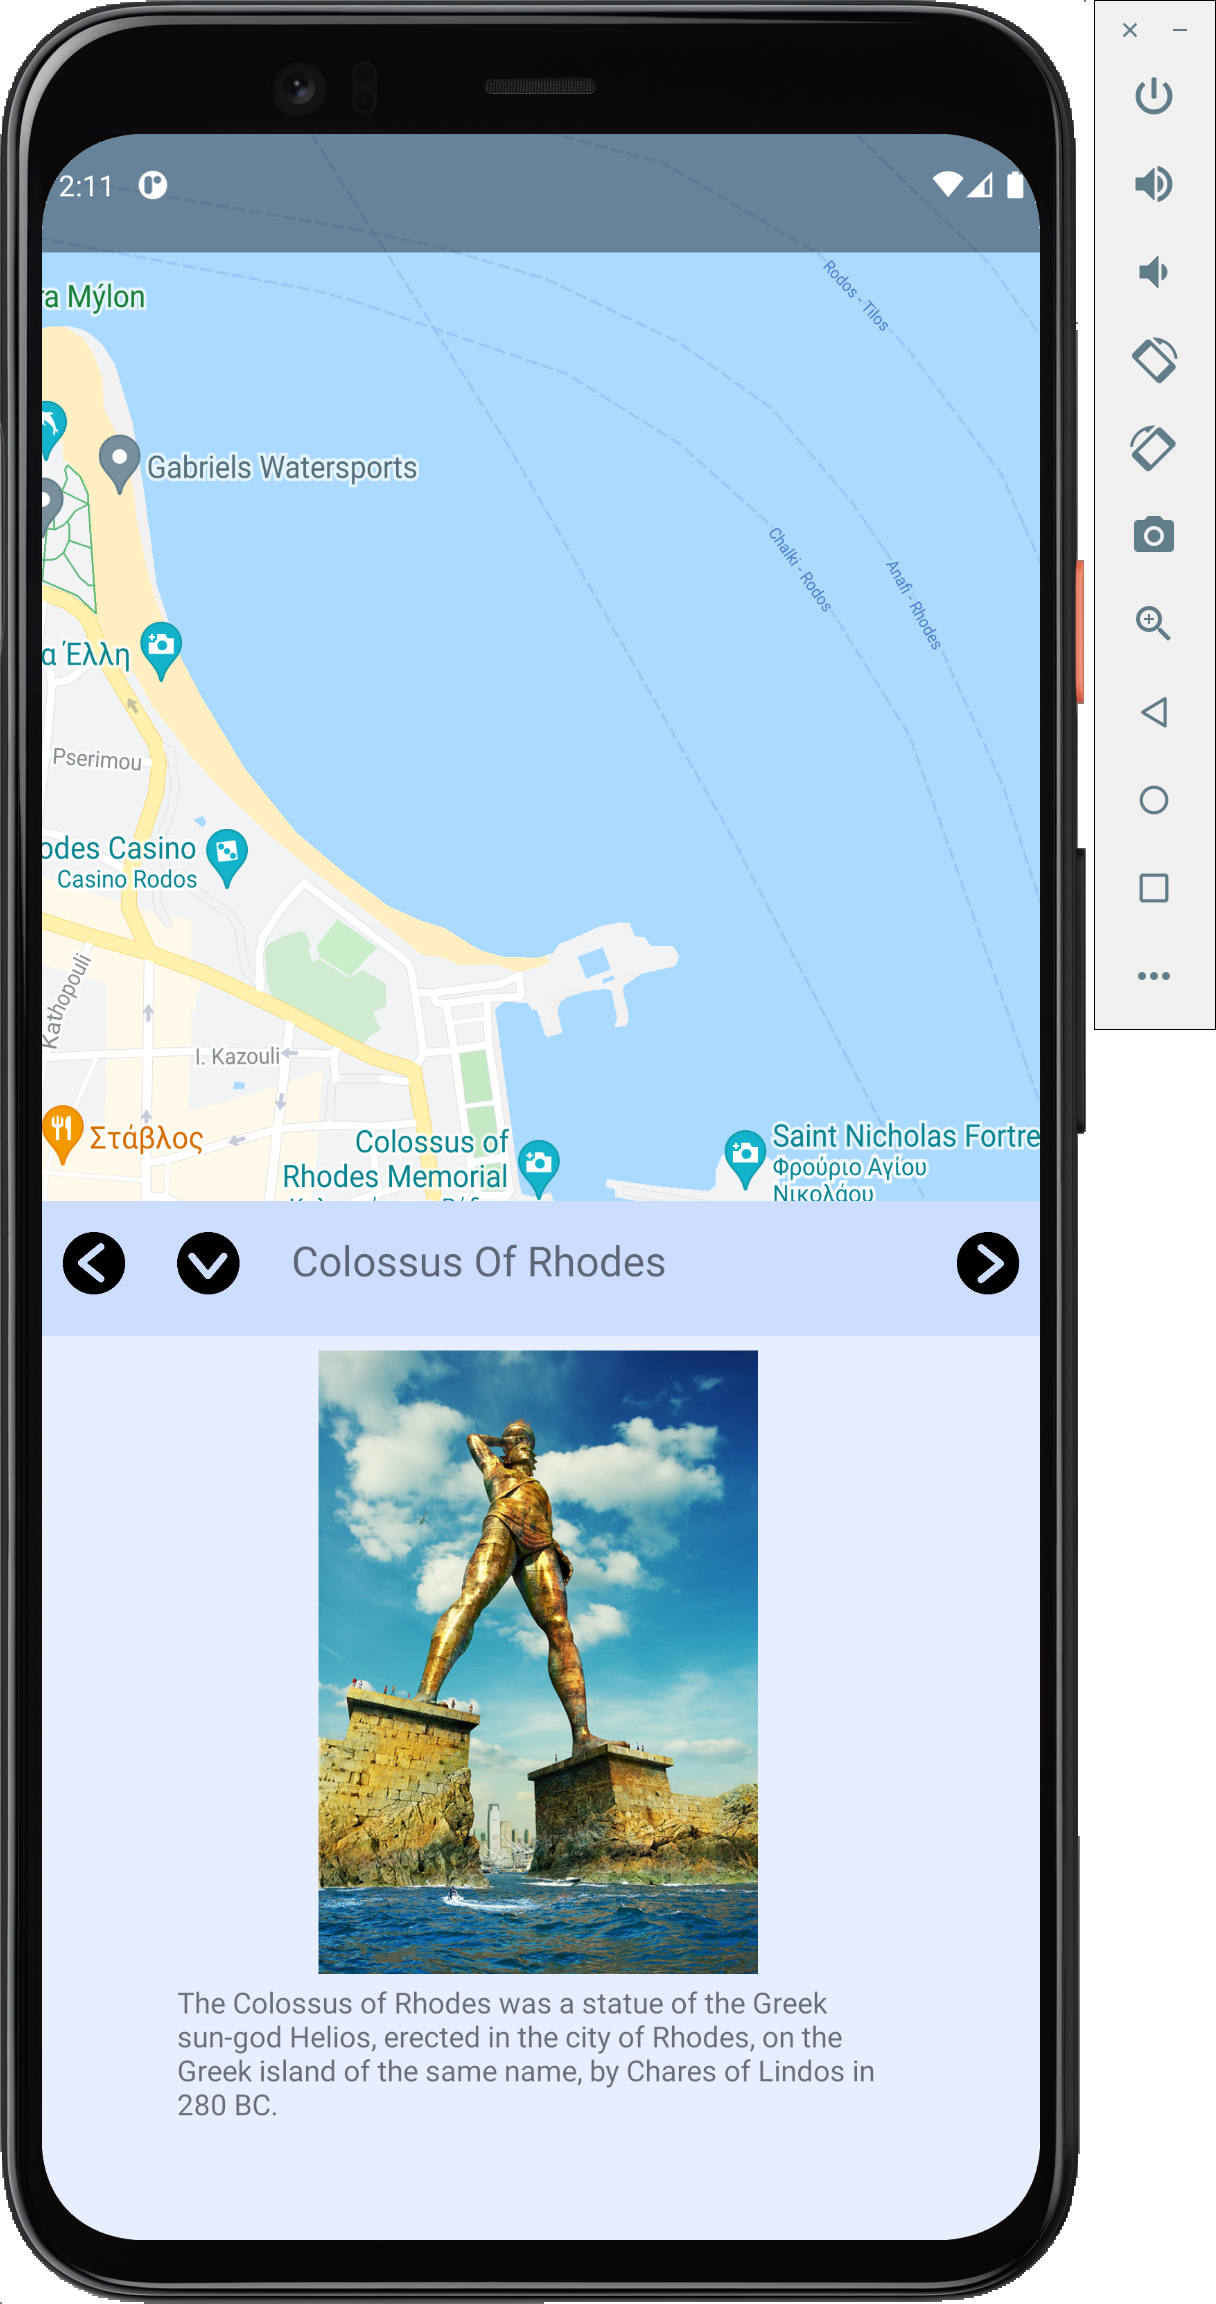 2:11
Rodos - Tilos
ra Mýlon
Gabriels Watersports
Chalki - Rodos
Anafi - Rhodes
α Έλλη
Pserimou
odes Casino
Casino Rodos
Kathopouli
I. Kazouli
Στάβλος
Colossus of
Rhodes Memorial
Saint Nicholas Fortre
Φρούριο Αγίου
Νικολάου
Colossus Of Rhodes
The Colossus of Rhodes was a statue of the Greek
sun-god Helios, erected in the city of Rhodes, on the
Greek island of the same name, by Chares of Lindos in
280 BC.